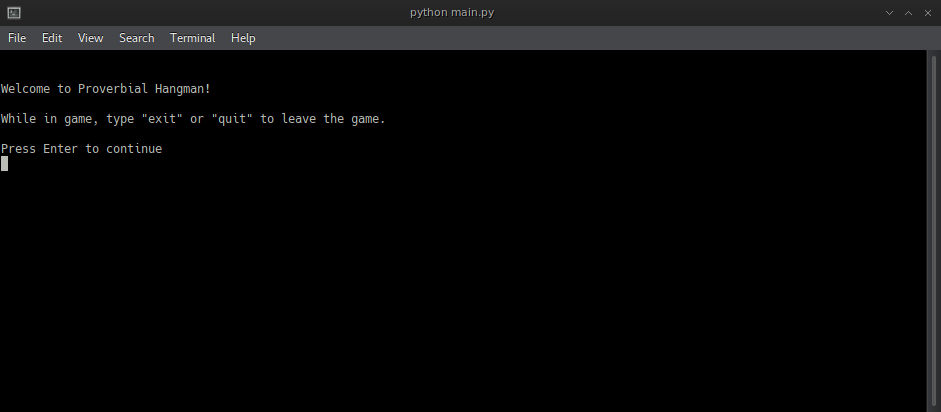 python main.py
File Edit View Search Terminal Help
Welcome to Proverbial Hangman!
While in game, type "exit" or "quit" to leave the game.
Press Enter to continue